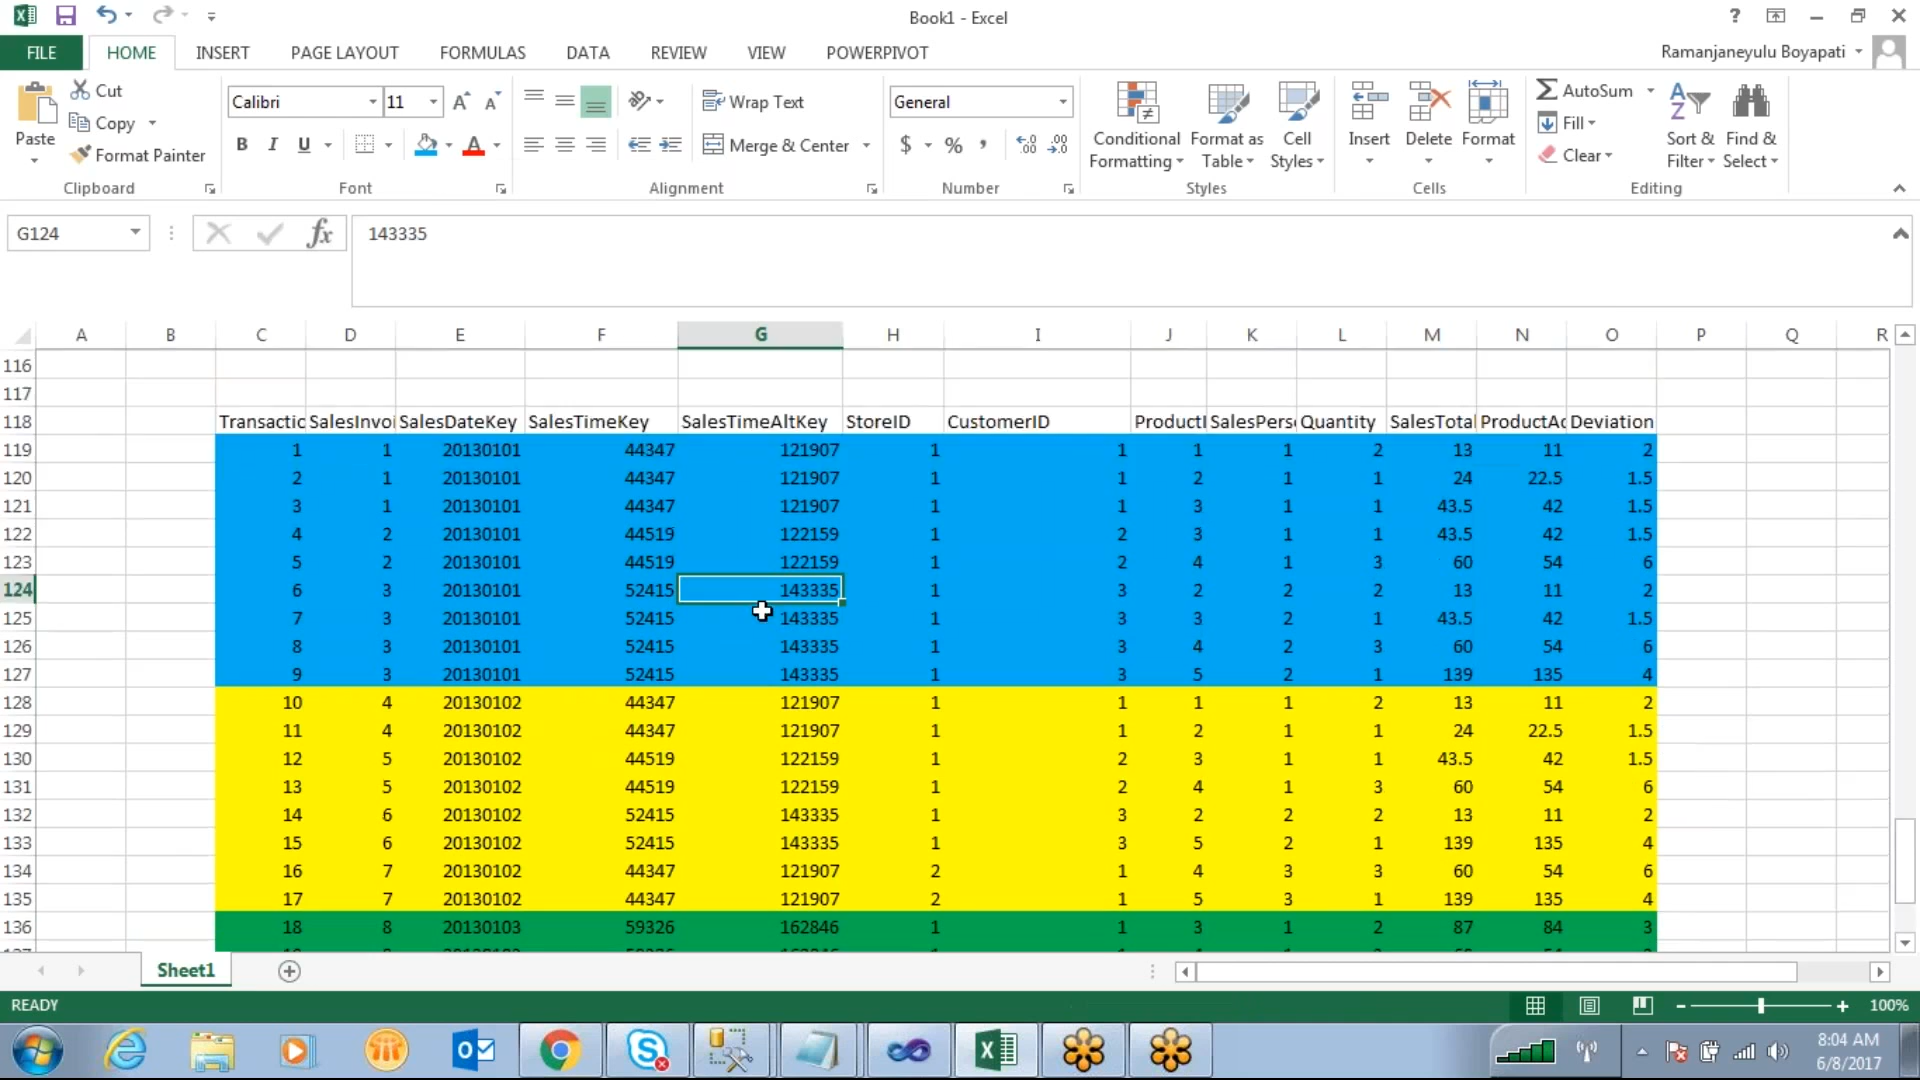 Book1 - Excel
?
FILE HOME INSERT PAGE LAYOUT FORMULAS DATA REVIEW VIEW POWERPIVOT Ramanjaneyulu Boyapati
Paste Cut Copy Format Painter
Clipboard
Calibri 11
B I U A
Font
Wrap Text
Merge & Center
Alignment
General
$ % ,
Number
Conditional Formatting Format as Table Cell Styles
Styles
Insert Delete Format
Cells
AutoSum Fill Clear Sort & Filter Find & Select
Editing
G124 fx 143335
A B C D E F G H I J K L M N O P Q R
116
117
118 Transactic SalesInvoi SalesDateKey SalesTimeKey SalesTimeAltKey StoreID CustomerID ProductI SalesPers Quantity SalesTotal ProductAc Deviation
119 1 1 20130101 44347 121907 1 1 1 1 2 13 11 2
120 2 1 20130101 44347 121907 1 1 2 1 1 24 22.5 1.5
121 3 1 20130101 44347 121907 1 1 3 1 1 43.5 42 1.5
122 4 2 20130101 44519 122159 1 2 3 1 1 43.5 42 1.5
123 5 2 20130101 44519 122159 1 2 4 1 3 60 54 6
124 6 3 20130101 52415 143335 1 3 2 2 2 13 11 2
125 7 3 20130101 52415 143335 1 3 3 2 1 43.5 42 1.5
126 8 3 20130101 52415 143335 1 3 4 2 3 60 54 6
127 9 3 20130101 52415 143335 1 3 5 2 1 139 135 4
128 10 4 20130102 44347 121907 1 1 1 1 2 13 11 2
129 11 4 20130102 44347 121907 1 1 2 1 1 24 22.5 1.5
130 12 5 20130102 44519 122159 1 2 3 1 1 43.5 42 1.5
131 13 5 20130102 44519 122159 1 2 4 1 3 60 54 6
132 14 6 20130102 52415 143335 1 3 2 2 2 13 11 2
133 15 6 20130102 52415 143335 1 3 5 2 1 139 135 4
134 16 7 20130102 44347 121907 2 1 4 3 3 60 54 6
135 17 7 20130102 44347 121907 2 1 5 3 1 139 135 4
136 18 8 20130103 59326 162846 1 1 3 1 2 87 84 3
Sheet1
READY 100%
8:04 AM
6/8/2017